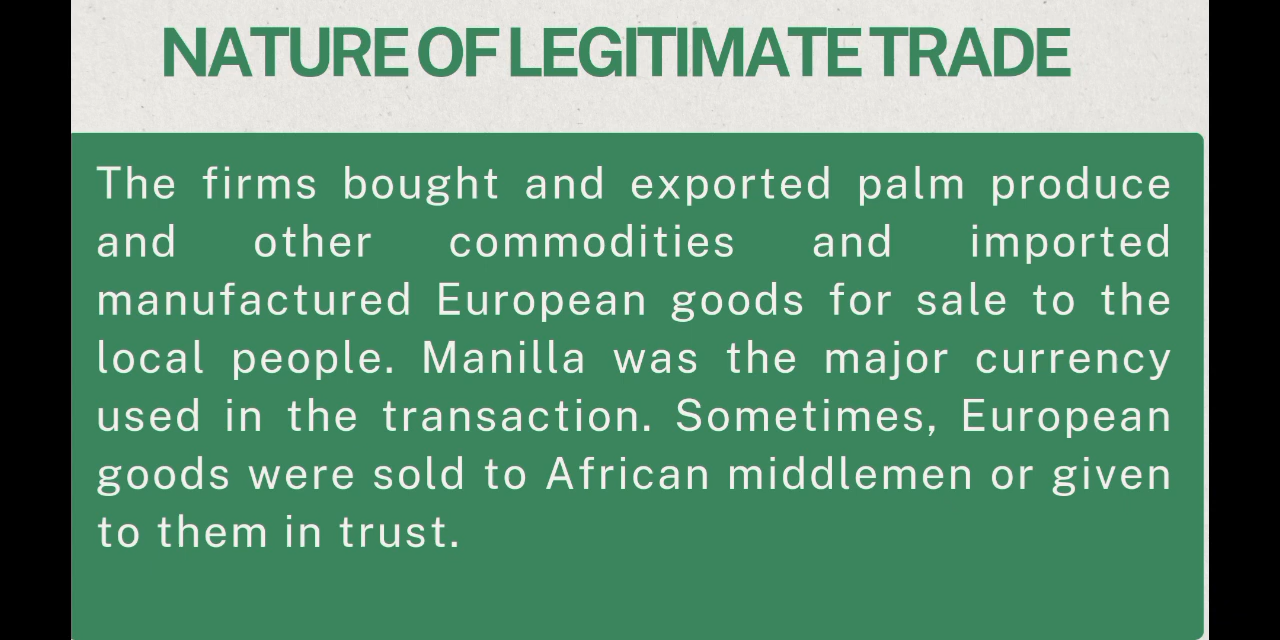 NATURE OF LEGITIMATE TRADE
The firms bought and exported palm produce
and other commodities and imported
manufactured European goods for sale to the
local people. Manilla was the major currency
used in the transaction. Sometimes, European
goods were sold to African middlemen or given
to them in trust.